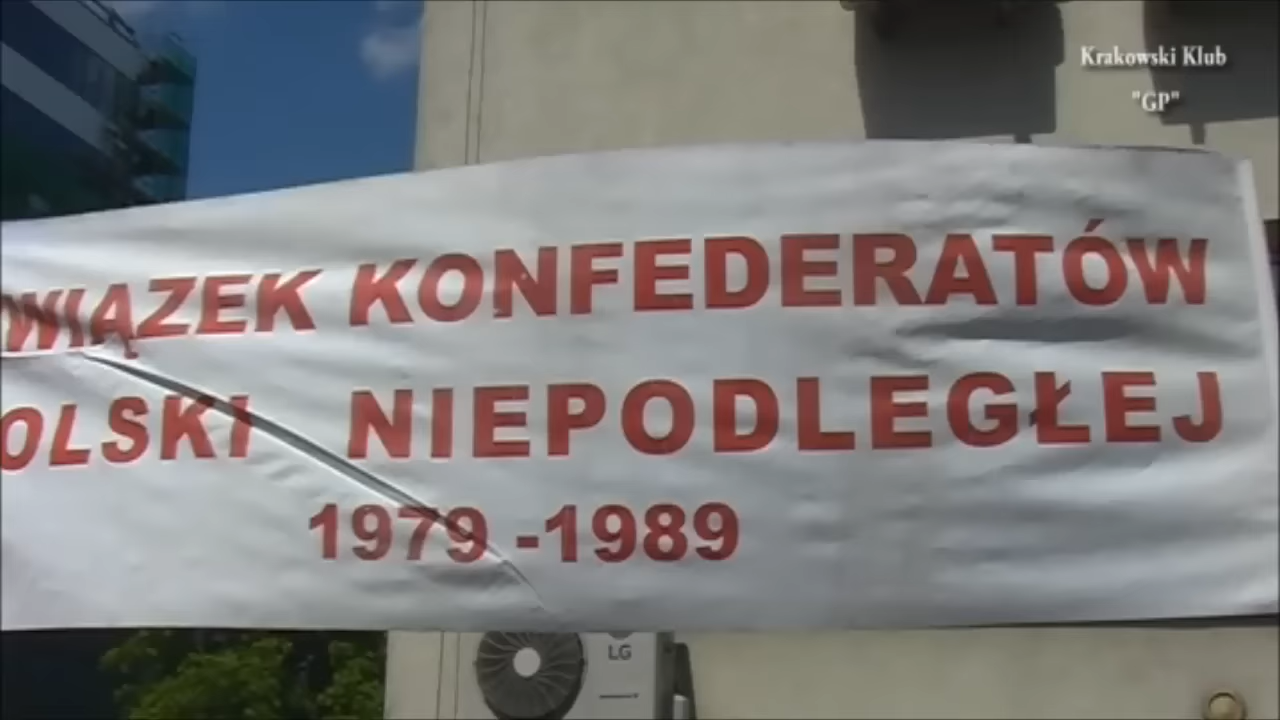 Krakowski Klub
"GP"
WIĄZEK KONFEDERATÓW
OLSKI NIEPODLEGŁEJ
1979 -1989
LG